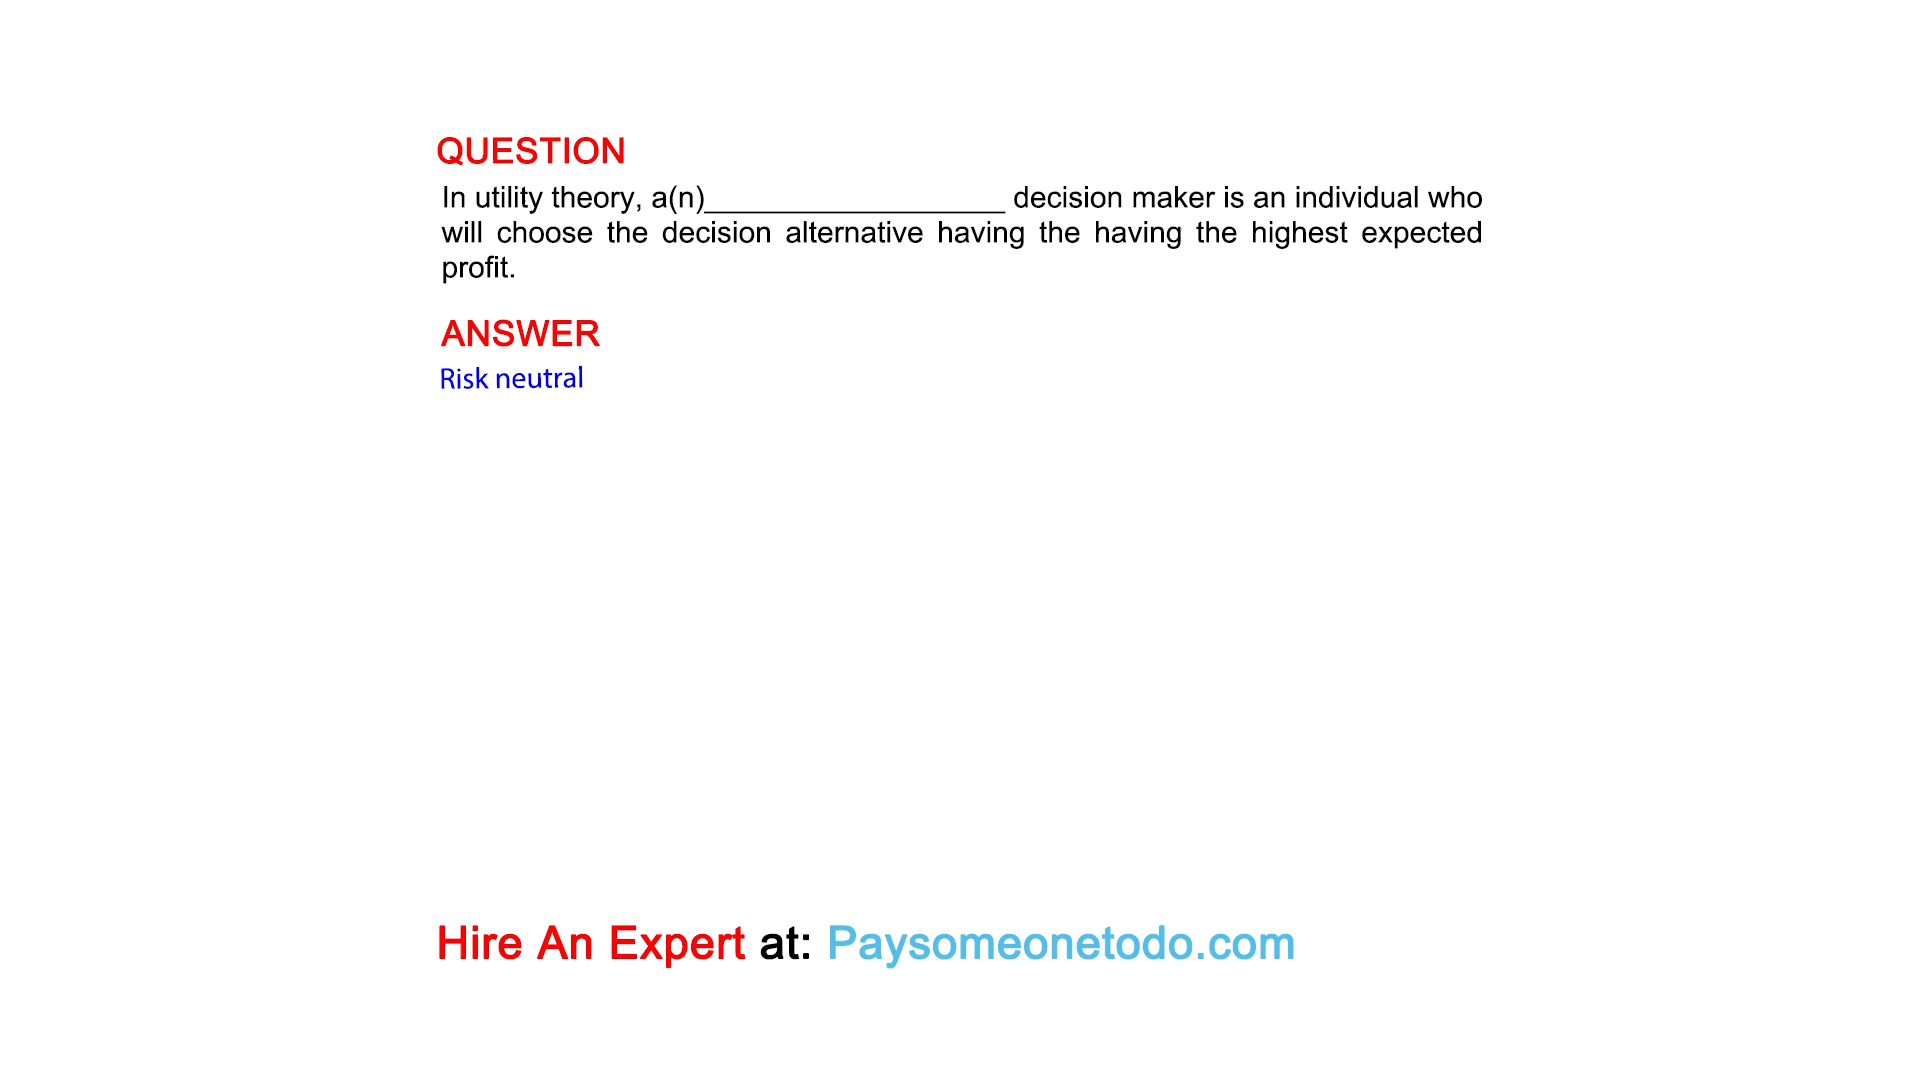 QUESTION
In utility theory, a(n)___________________ decision maker is an individual who
will choose the decision alternative having the having the highest expected
profit.
ANSWER
Risk neutral
Hire An Expert at: Paysomeonetodo.com